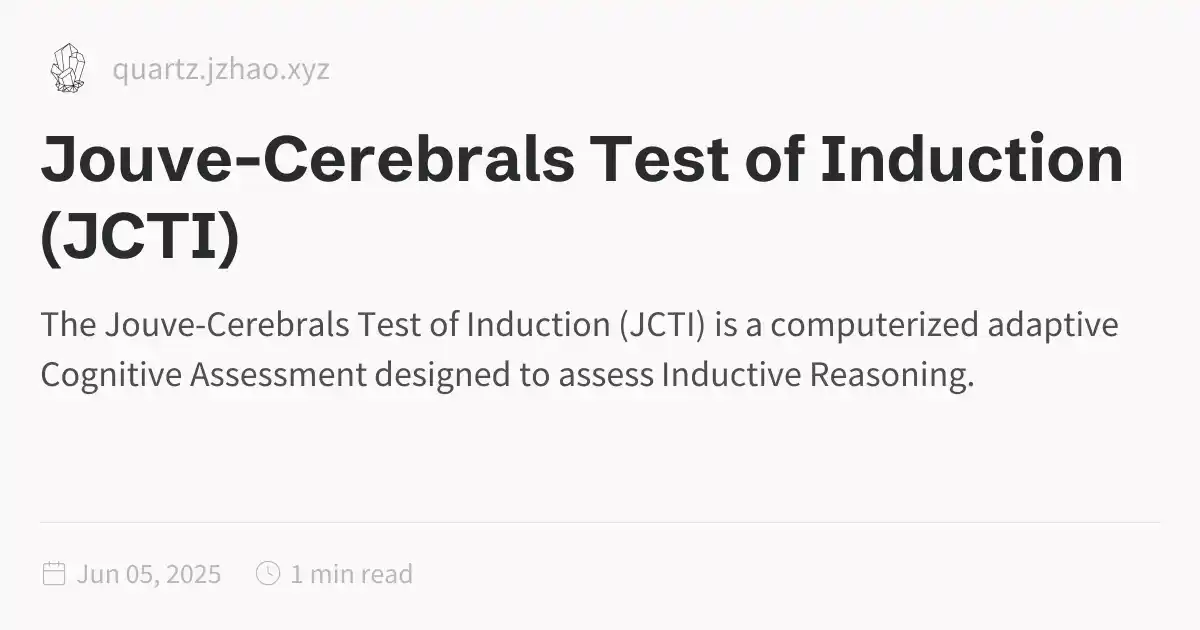 quartz.jzhao.xyz
Jouve-Cerebrals Test of Induction
(JCTI)
The Jouve-Cerebrals Test of Induction (JCTI) is a computerized adaptive
Cognitive Assessment designed to assess Inductive Reasoning.
Jun 05, 2025 1 min read